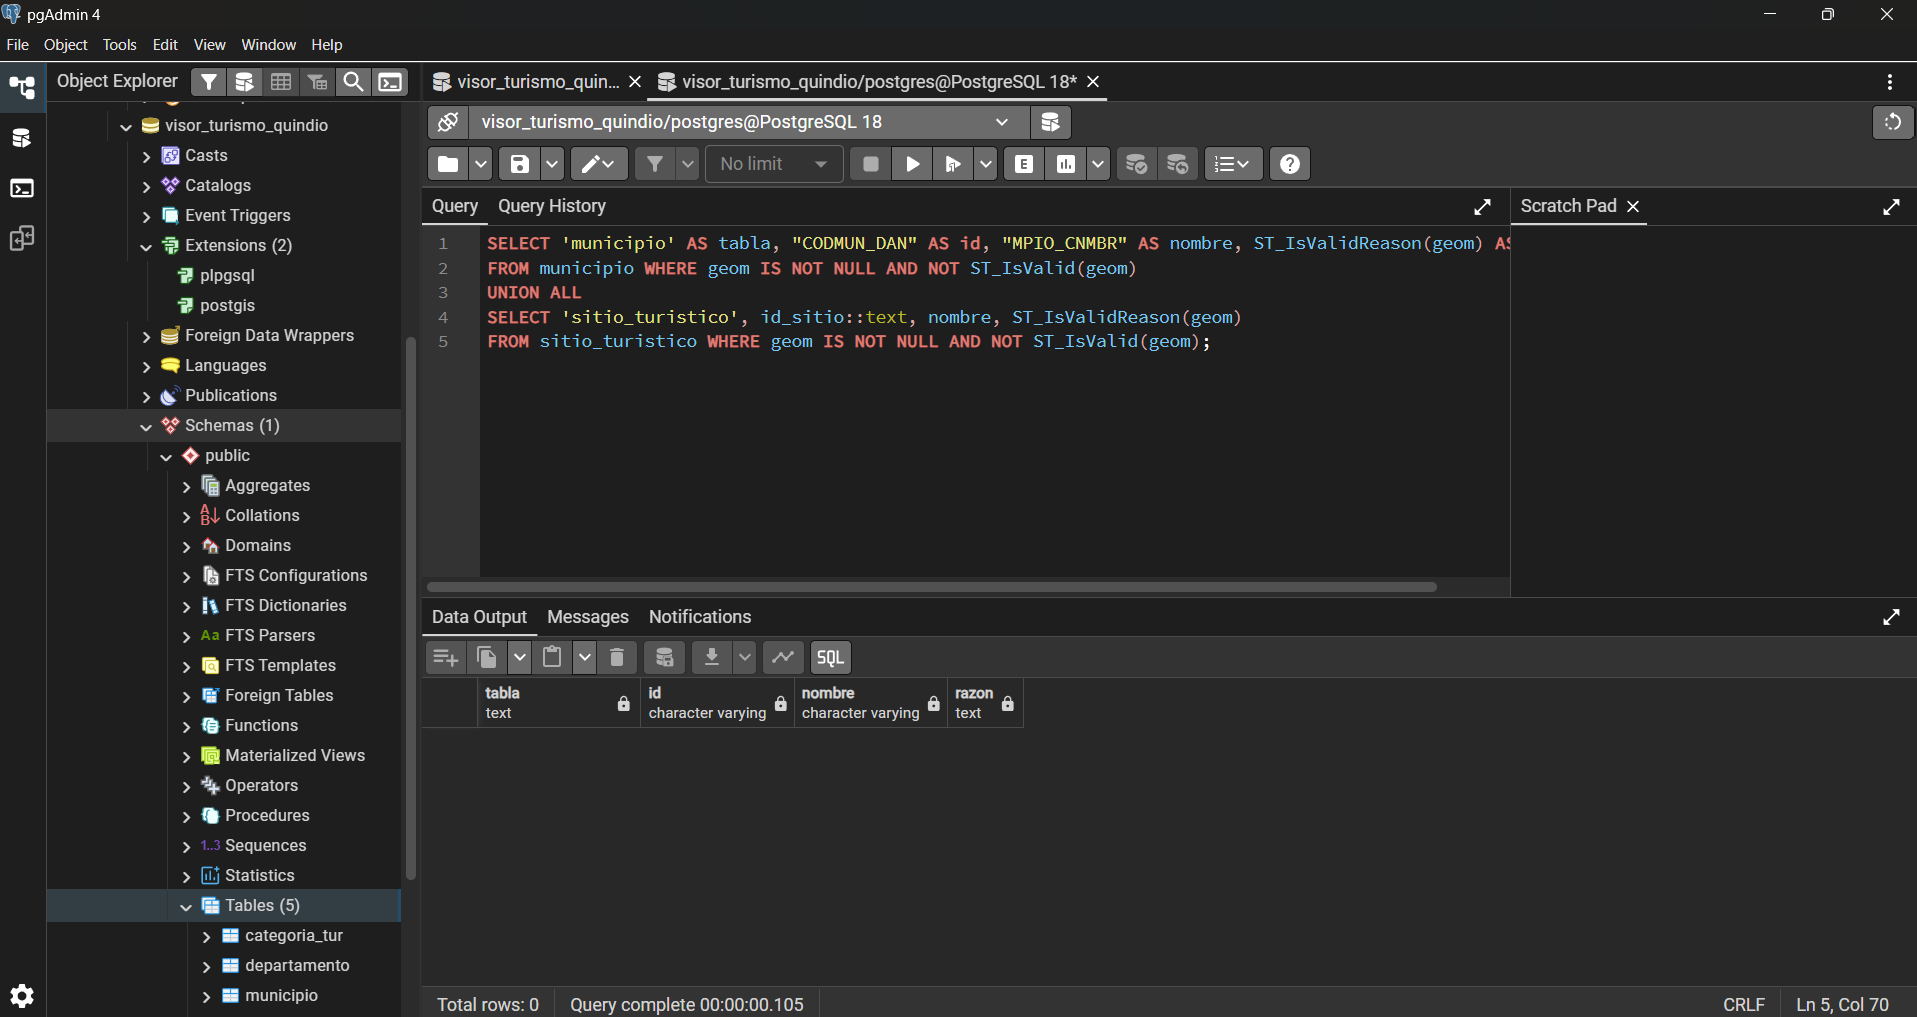 pgAdmin 4
File Object Tools Edit View Window Help
Object Explorer
visor_turismo_quin...
visor_turismo_quindio/postgres@PostgreSQL 18*
visor_turismo_quindio
Casts
Catalogs
Event Triggers
Extensions (2)
plpgsql
postgis
Foreign Data Wrappers
Languages
Publications
Schemas (1)
public
Aggregates
Collations
Domains
FTS Configurations
FTS Dictionaries
Aa FTS Parsers
FTS Templates
Foreign Tables
Functions
Materialized Views
Operators
Procedures
1..3 Sequences
Statistics
Tables (5)
categoria_tur
departamento
municipio
visor_turismo_quindio/postgres@PostgreSQL 18
No limit
E
Query Query History
Scratch Pad
1 SELECT 'municipio' AS tabla, "CODMUN_DAN" AS id, "MPIO_CNMBR" AS nombre, ST_IsValidReason(geom) AS
2 FROM municipio WHERE geom IS NOT NULL AND NOT ST_IsValid(geom)
3 UNION ALL
4 SELECT 'sitio_turistico', id_sitio::text, nombre, ST_IsValidReason(geom)
5 FROM sitio_turistico WHERE geom IS NOT NULL AND NOT ST_IsValid(geom);
Data Output Messages Notifications
SQL
tabla id nombre razon
text character varying character varying text
Total rows: 0 Query complete 00:00:00.105 CRLF Ln 5, Col 70